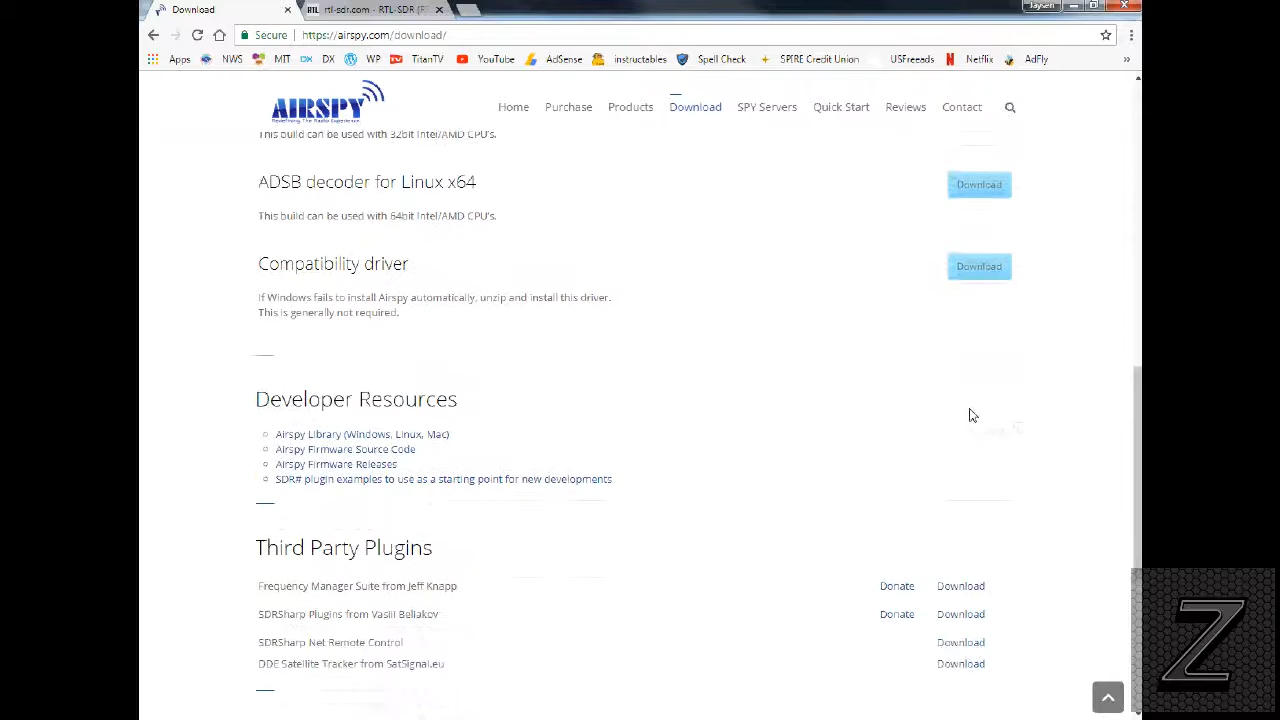 Download
rtl-sdr.com - RTL-SDR (R
Jaysen
Secure
https://airspy.com/download/
Apps NWS MIT DX DX WP TitanTV YouTube AdSense instructables Spell Check SPIRE Credit Union USFreeads Netflix AdFly »
AIRSPY
Home Purchase Products Download SPY Servers Quick Start Reviews Contact
This build can be used with 32bit Intel/AMD CPU's.
ADSB decoder for Linux x64 Download
This build can be used with 64bit Intel/AMD CPU's.
Compatibility driver Download
If Windows fails to install Airspy automatically, unzip and install this driver.
This is generally not required.
Developer Resources
Airspy Library (Windows, Linux, Mac)
Airspy Firmware Source Code
Airspy Firmware Releases
SDR# plugin examples to use as a starting point for new developments
Third Party Plugins
Frequency Manager Suite from Jeff Knapp Donate Download
SDRSharp Plugins from Vasili Beliakov Donate Download
SDRSharp Net Remote Control Download
DDE Satellite Tracker from SatSignal.eu Download
Z